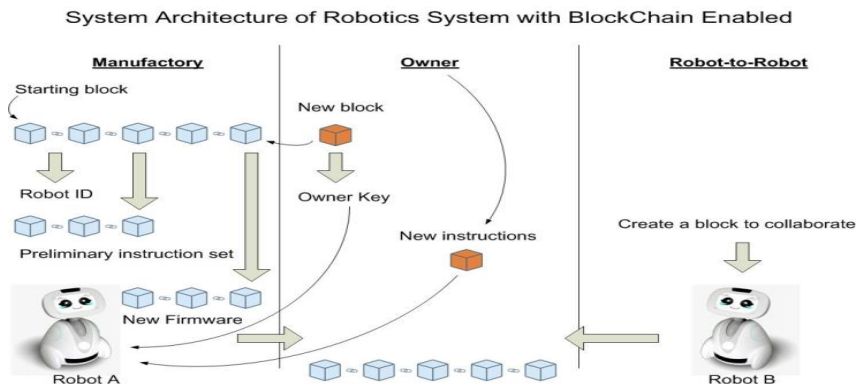 System Architecture of Robotics System with BlockChain Enabled
Manufactory
Owner
Robot-to-Robot
Starting block
New block
Robot ID
Owner Key
Preliminary instruction set
New instructions
Create a block to collaborate
New Firmware
Robot A
Robot B